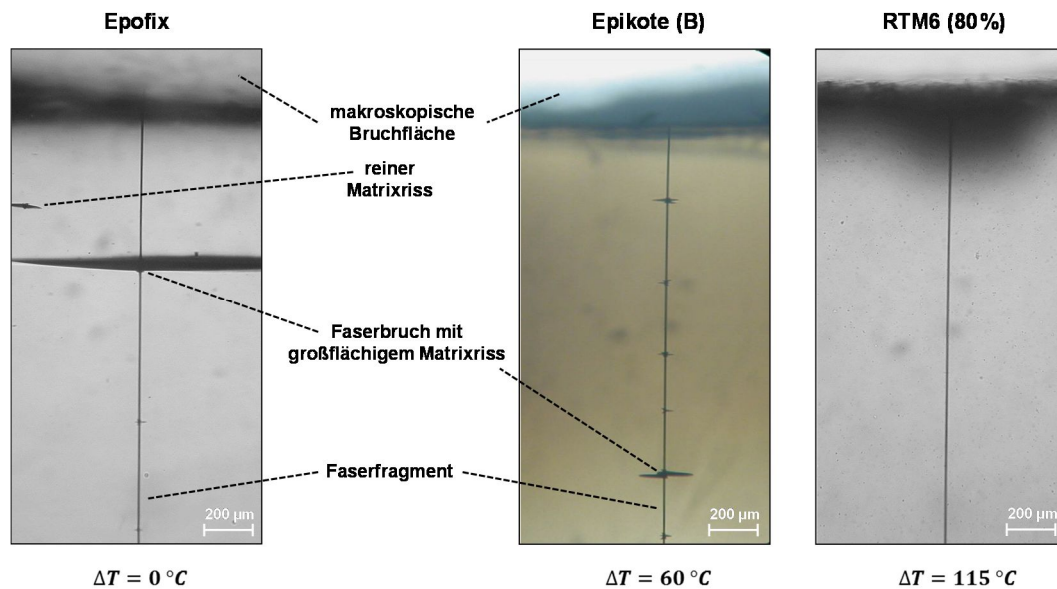 Epofix
Epikote (B)
RTM6 (80%)
makroskopische
Bruchfläche
reiner
Matrixriss
Faserbruch mit
großflächigem Matrixriss
Faserfragment
200 µm
200 µm
200 µm
ΔT = 0 °C
ΔT = 60 °C
ΔT = 115 °C